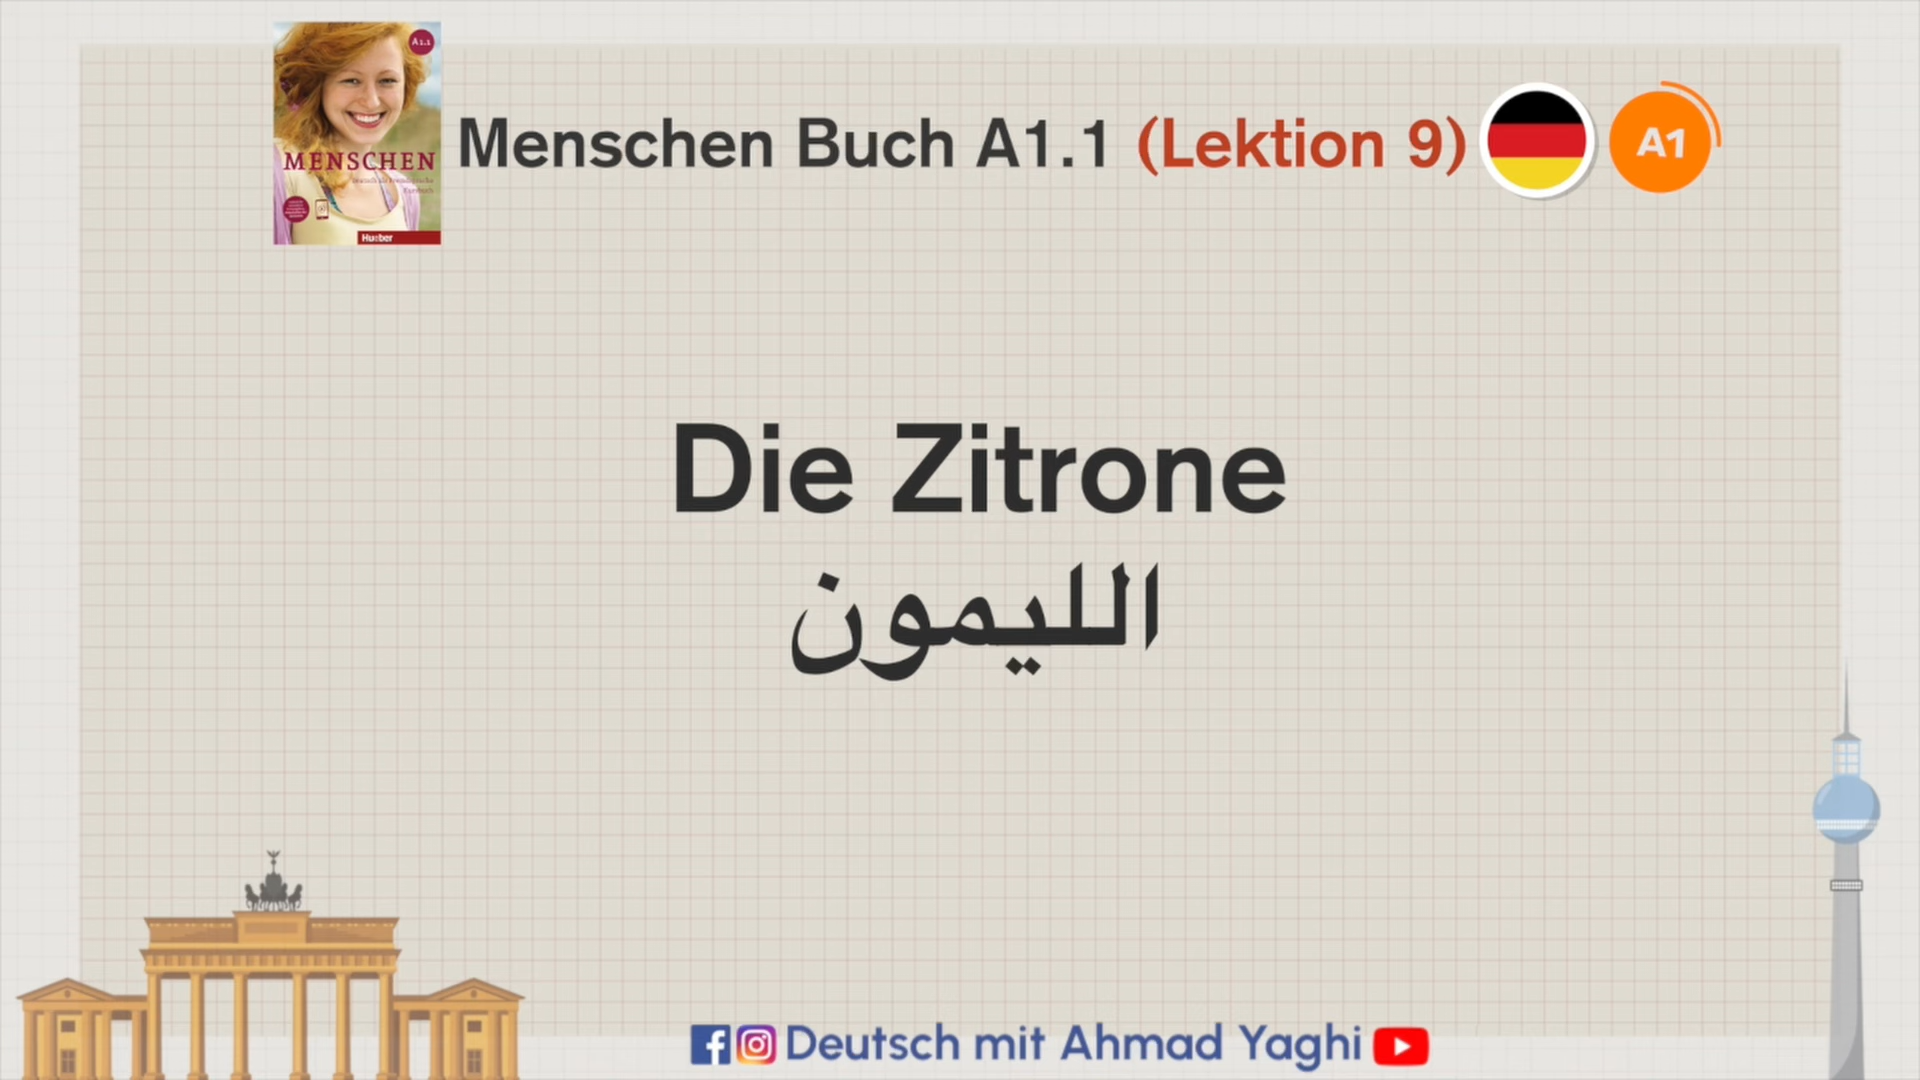 A1.1
MENSCHEN
Hueber
Menschen Buch A1.1 (Lektion 9)
A1
Die Zitrone
الليمون
Deutsch mit Ahmad Yaghi